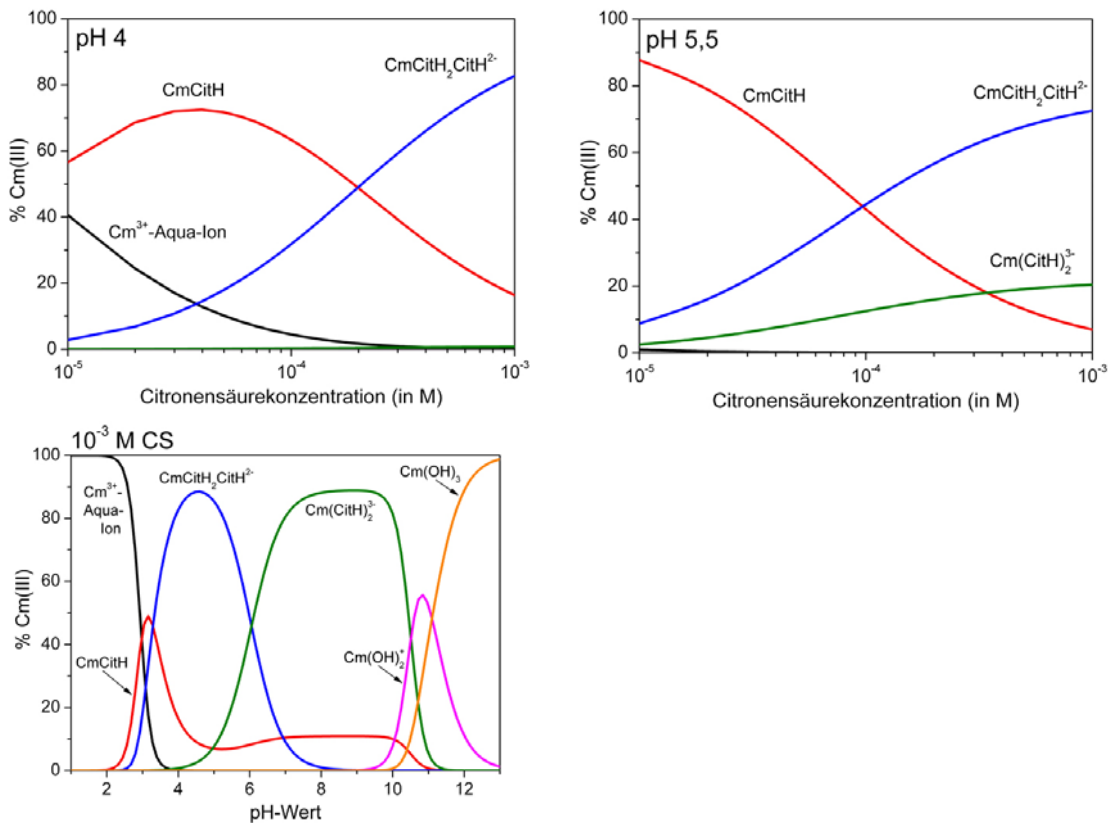 pH 4
100
80
60
40
20
0
% Cm(III)
CmCitH
CmCitH₂CitH²⁻
Cm³⁺-Aqua-Ion
10⁻⁵
10⁻⁴
10⁻³
Citronensäurekonzentration (in M)
pH 5,5
100
80
60
40
20
0
% Cm(III)
CmCitH
CmCitH₂CitH²⁻
Cm(CitH)₂³⁻
10⁻⁵
10⁻⁴
10⁻³
Citronensäurekonzentration (in M)
10⁻³ M CS
100
80
60
40
20
0
% Cm(III)
Cm³⁺-
Aqua-
Ion
CmCitH₂CitH²⁻
Cm(CitH)₂³⁻
Cm(OH)₃
CmCitH
Cm(OH)₂⁺
2
4
6
8
10
12
pH-Wert